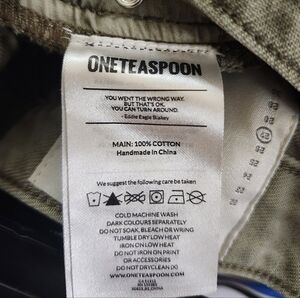 ONETEASPOON
YOU WENT THE WRONG WAY.
BUT THAT'S OK.
YOU CAN TURN AROUND.
- Eddie Eagle Blakey
MAIN: 100% COTTON
Handmade in China
We suggest the following care be taken:
COLD MACHINE WASH
DARK COLOURS SEPARATELY
DO NOT SOAK, BLEACH OR WRING
TUMBLE DRY LOW HEAT
IRON ON LOW HEAT
DO NOT IRON ON PRINT
OR ACCESSORIES
DO NOT DRYCLEAN (X)
WWW.ONETEASPOON.COM